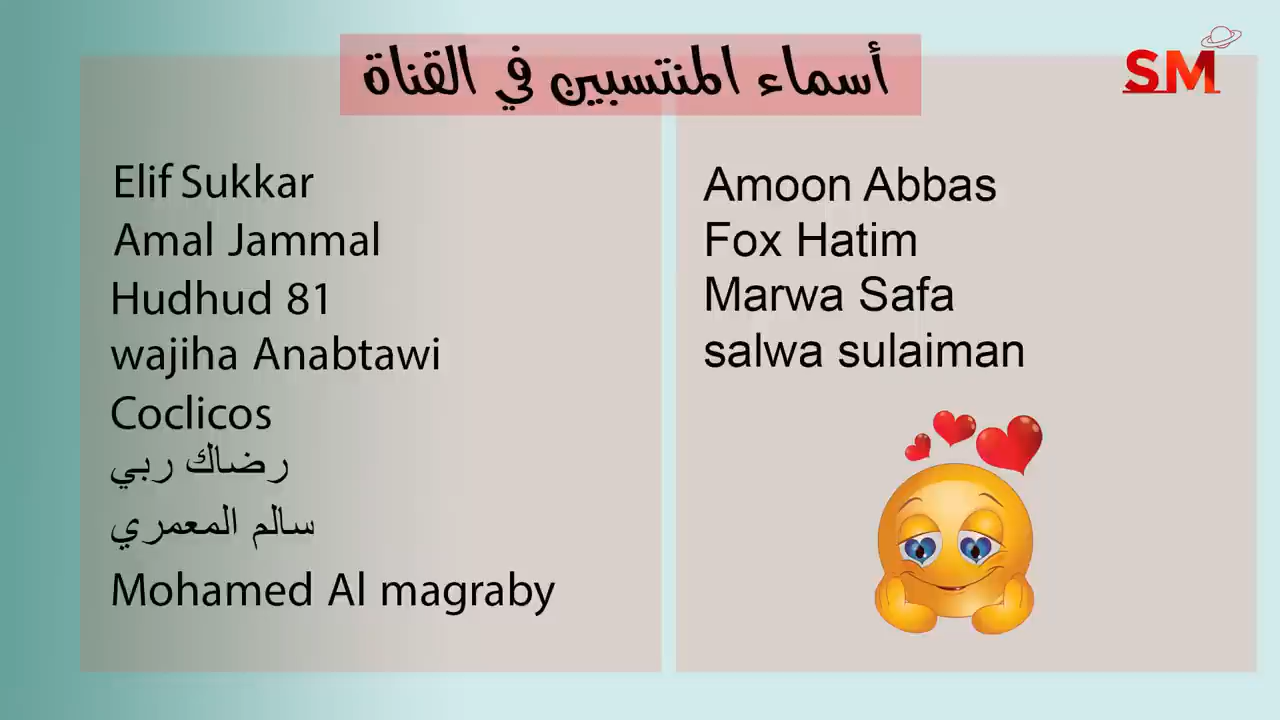 أسماء المنتسبين في القناة
SM
Elif Sukkar
Amal Jammal
Hudhud 81
wajiha Anabtawi
Coclicos
رضاك ربي
سالم المعمري
Mohamed Al magraby
Amoon Abbas
Fox Hatim
Marwa Safa
salwa sulaiman